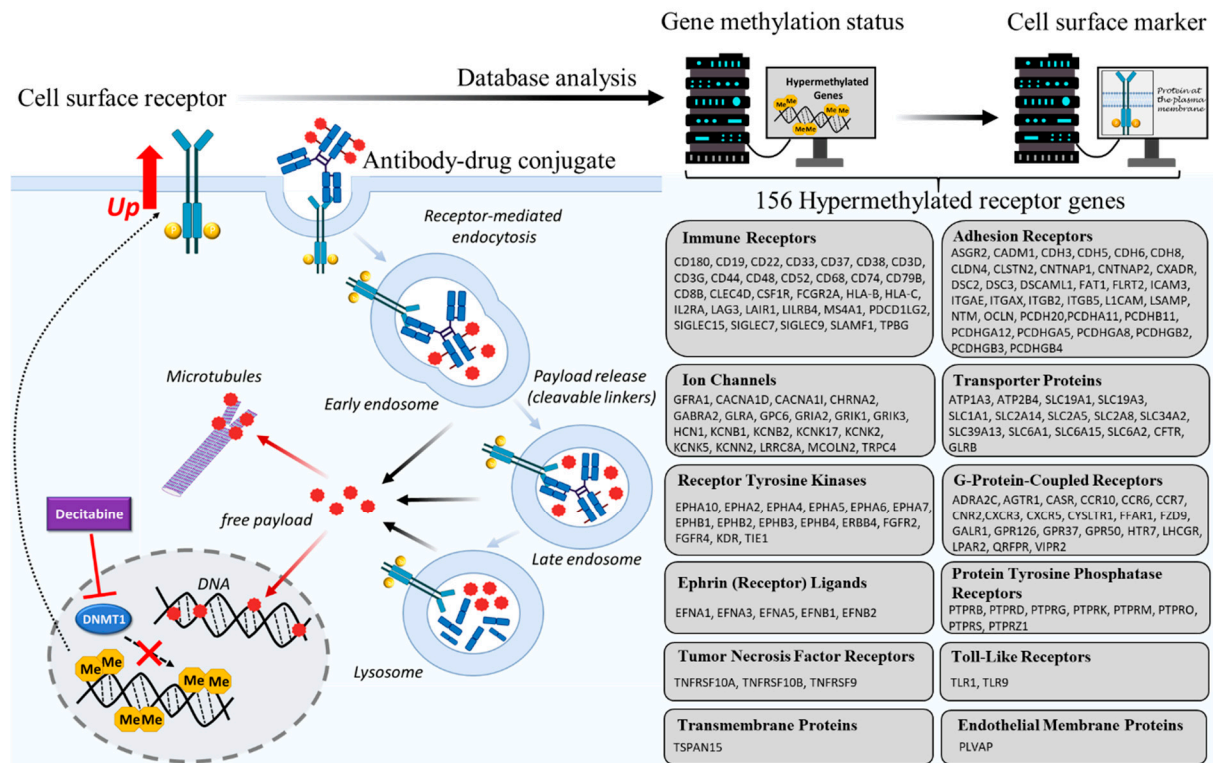 Gene methylation status
Cell surface marker
Database analysis
Cell surface receptor
Hypermethylated
Genes
Me Me
Me Me
MeMe
Protein at
the plasma
membrane
Antibody-drug conjugate
Up
P
P
Receptor-mediated
endocytosis
Early endosome
Payload release
(cleavable linkers)
Microtubules
free payload
Late endosome
Decitabine
DNMT1
DNA
Me Me
Me Me
MeMe
Lysosome
156 Hypermethylated receptor genes
Immune Receptors
CD180, CD19, CD22, CD33, CD37, CD38, CD3D,
CD3G, CD44, CD48, CD52, CD68, CD74, CD79B,
CD8B, CLEC4D, CSF1R, FCGR2A, HLA-B, HLA-C,
IL2RA, LAG3, LAIR1, LILRB4, MS4A1, PDCD1LG2,
SIGLEC15, SIGLEC7, SIGLEC9, SLAMF1, TPBG
Adhesion Receptors
ASGR2, CADM1, CDH3, CDH5, CDH6, CDH8,
CLDN4, CLSTN2, CNTNAP1, CNTNAP2, CXADR,
DSC2, DSC3, DSCAML1, FAT1, FLRT2, ICAM3,
ITGAE, ITGAX, ITGB2, ITGB5, L1CAM, LSAMP,
NTM, OCLN, PCDH20,PCDHA11, PCDHB11,
PCDHGA12, PCDHGA5, PCDHGA8, PCDHGB2,
PCDHGB3, PCDHGB4
Ion Channels
GFRA1, CACNA1D, CACNA1I, CHRNA2,
GABRA2, GLRA, GPC6, GRIA2, GRIK1, GRIK3,
HCN1, KCNB1, KCNB2, KCNK17, KCNK2,
KCNK5, KCNN2, LRRC8A, MCOLN2, TRPC4
Transporter Proteins
ATP1A3, ATP2B4, SLC19A1, SLC19A3,
SLC1A1, SLC2A14, SLC2A5, SLC2A8, SLC34A2,
SLC39A13, SLC6A1, SLC6A15, SLC6A2, CFTR,
GLRB
Receptor Tyrosine Kinases
EPHA10, EPHA2, EPHA4, EPHA5, EPHA6, EPHA7,
EPHB1, EPHB2, EPHB3, EPHB4, ERBB4, FGFR2,
FGFR4, KDR, TIE1
G-Protein-Coupled Receptors
ADRA2C, AGTR1, CASR, CCR10, CCR6, CCR7,
CNR2,CXCR3, CXCR5, CYSLTR1, FFAR1, FZD9,
GALR1, GPR126, GPR37, GPR50, HTR7, LHCGR,
LPAR2, QRFPR, VIPR2
Ephrin (Receptor) Ligands
EFNA1, EFNA3, EFNA5, EFNB1, EFNB2
Protein Tyrosine Phosphatase
Receptors
PTPRB, PTPRD, PTPRG, PTPRK, PTPRM, PTPRO,
PTPRS, PTPRZ1
Tumor Necrosis Factor Receptors
TNFRSF10A, TNFRSF10B, TNFRSF9
Toll-Like Receptors
TLR1, TLR9
Transmembrane Proteins
TSPAN15
Endothelial Membrane Proteins
PLVAP